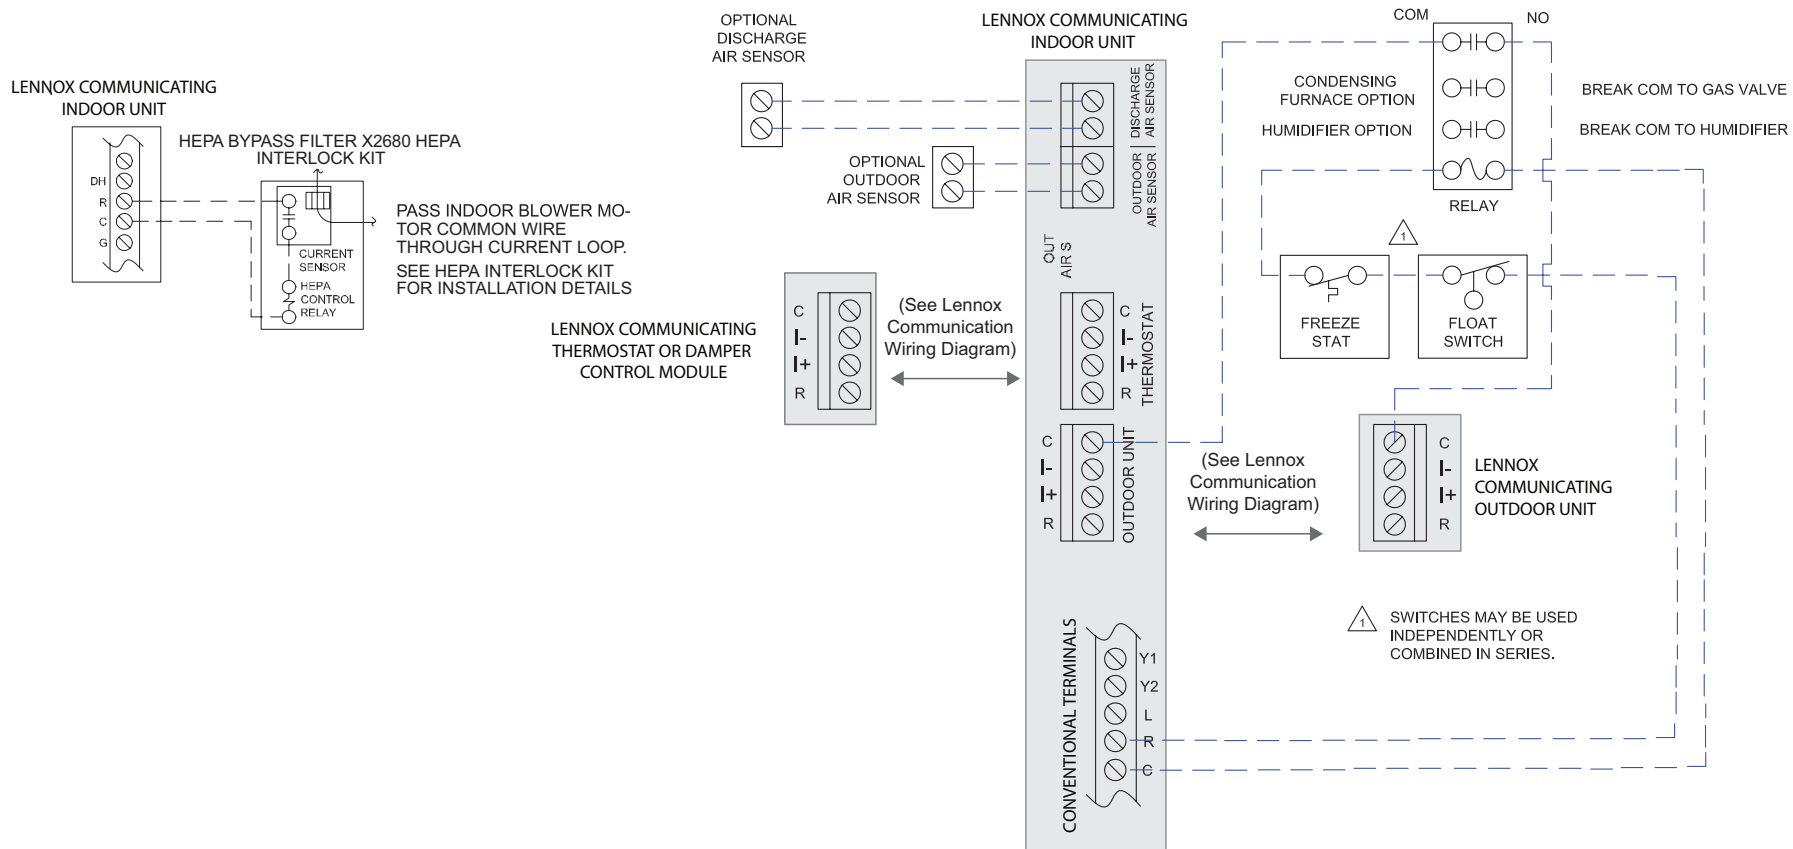 LENNOX COMMUNICATING
INDOOR UNIT
DH
R
C
G
HEPA BYPASS FILTER X2680 HEPA
INTERLOCK KIT
CURRENT
SENSOR
HEPA
CONTROL
RELAY
PASS INDOOR BLOWER MO-
TOR COMMON WIRE
THROUGH CURRENT LOOP.
SEE HEPA INTERLOCK KIT
FOR INSTALLATION DETAILS
OPTIONAL
DISCHARGE
AIR SENSOR
OPTIONAL
OUTDOOR
AIR SENSOR
LENNOX COMMUNICATING
INDOOR UNIT
DISCHARGE
AIR SENSOR
OUTDOOR
AIR SENSOR
OUT
AIR S
LENNOX COMMUNICATING
THERMOSTAT OR DAMPER
CONTROL MODULE
C
I-
I+
R
(See Lennox
Communication
Wiring Diagram)
C
I-
I+
R
THERMOSTAT
C
I-
I+
R
OUTDOOR UNIT
(See Lennox
Communication
Wiring Diagram)
C
I-
I+
R
LENNOX
COMMUNICATING
OUTDOOR UNIT
CONVENTIONAL TERMINALS
Y1
Y2
L
R
C
COM
NO
CONDENSING
FURNACE OPTION
BREAK COM TO GAS VALVE
HUMIDIFIER OPTION
BREAK COM TO HUMIDIFIER
RELAY
1
FREEZE
STAT
FLOAT
SWITCH
1
SWITCHES MAY BE USED
INDEPENDENTLY OR
COMBINED IN SERIES.